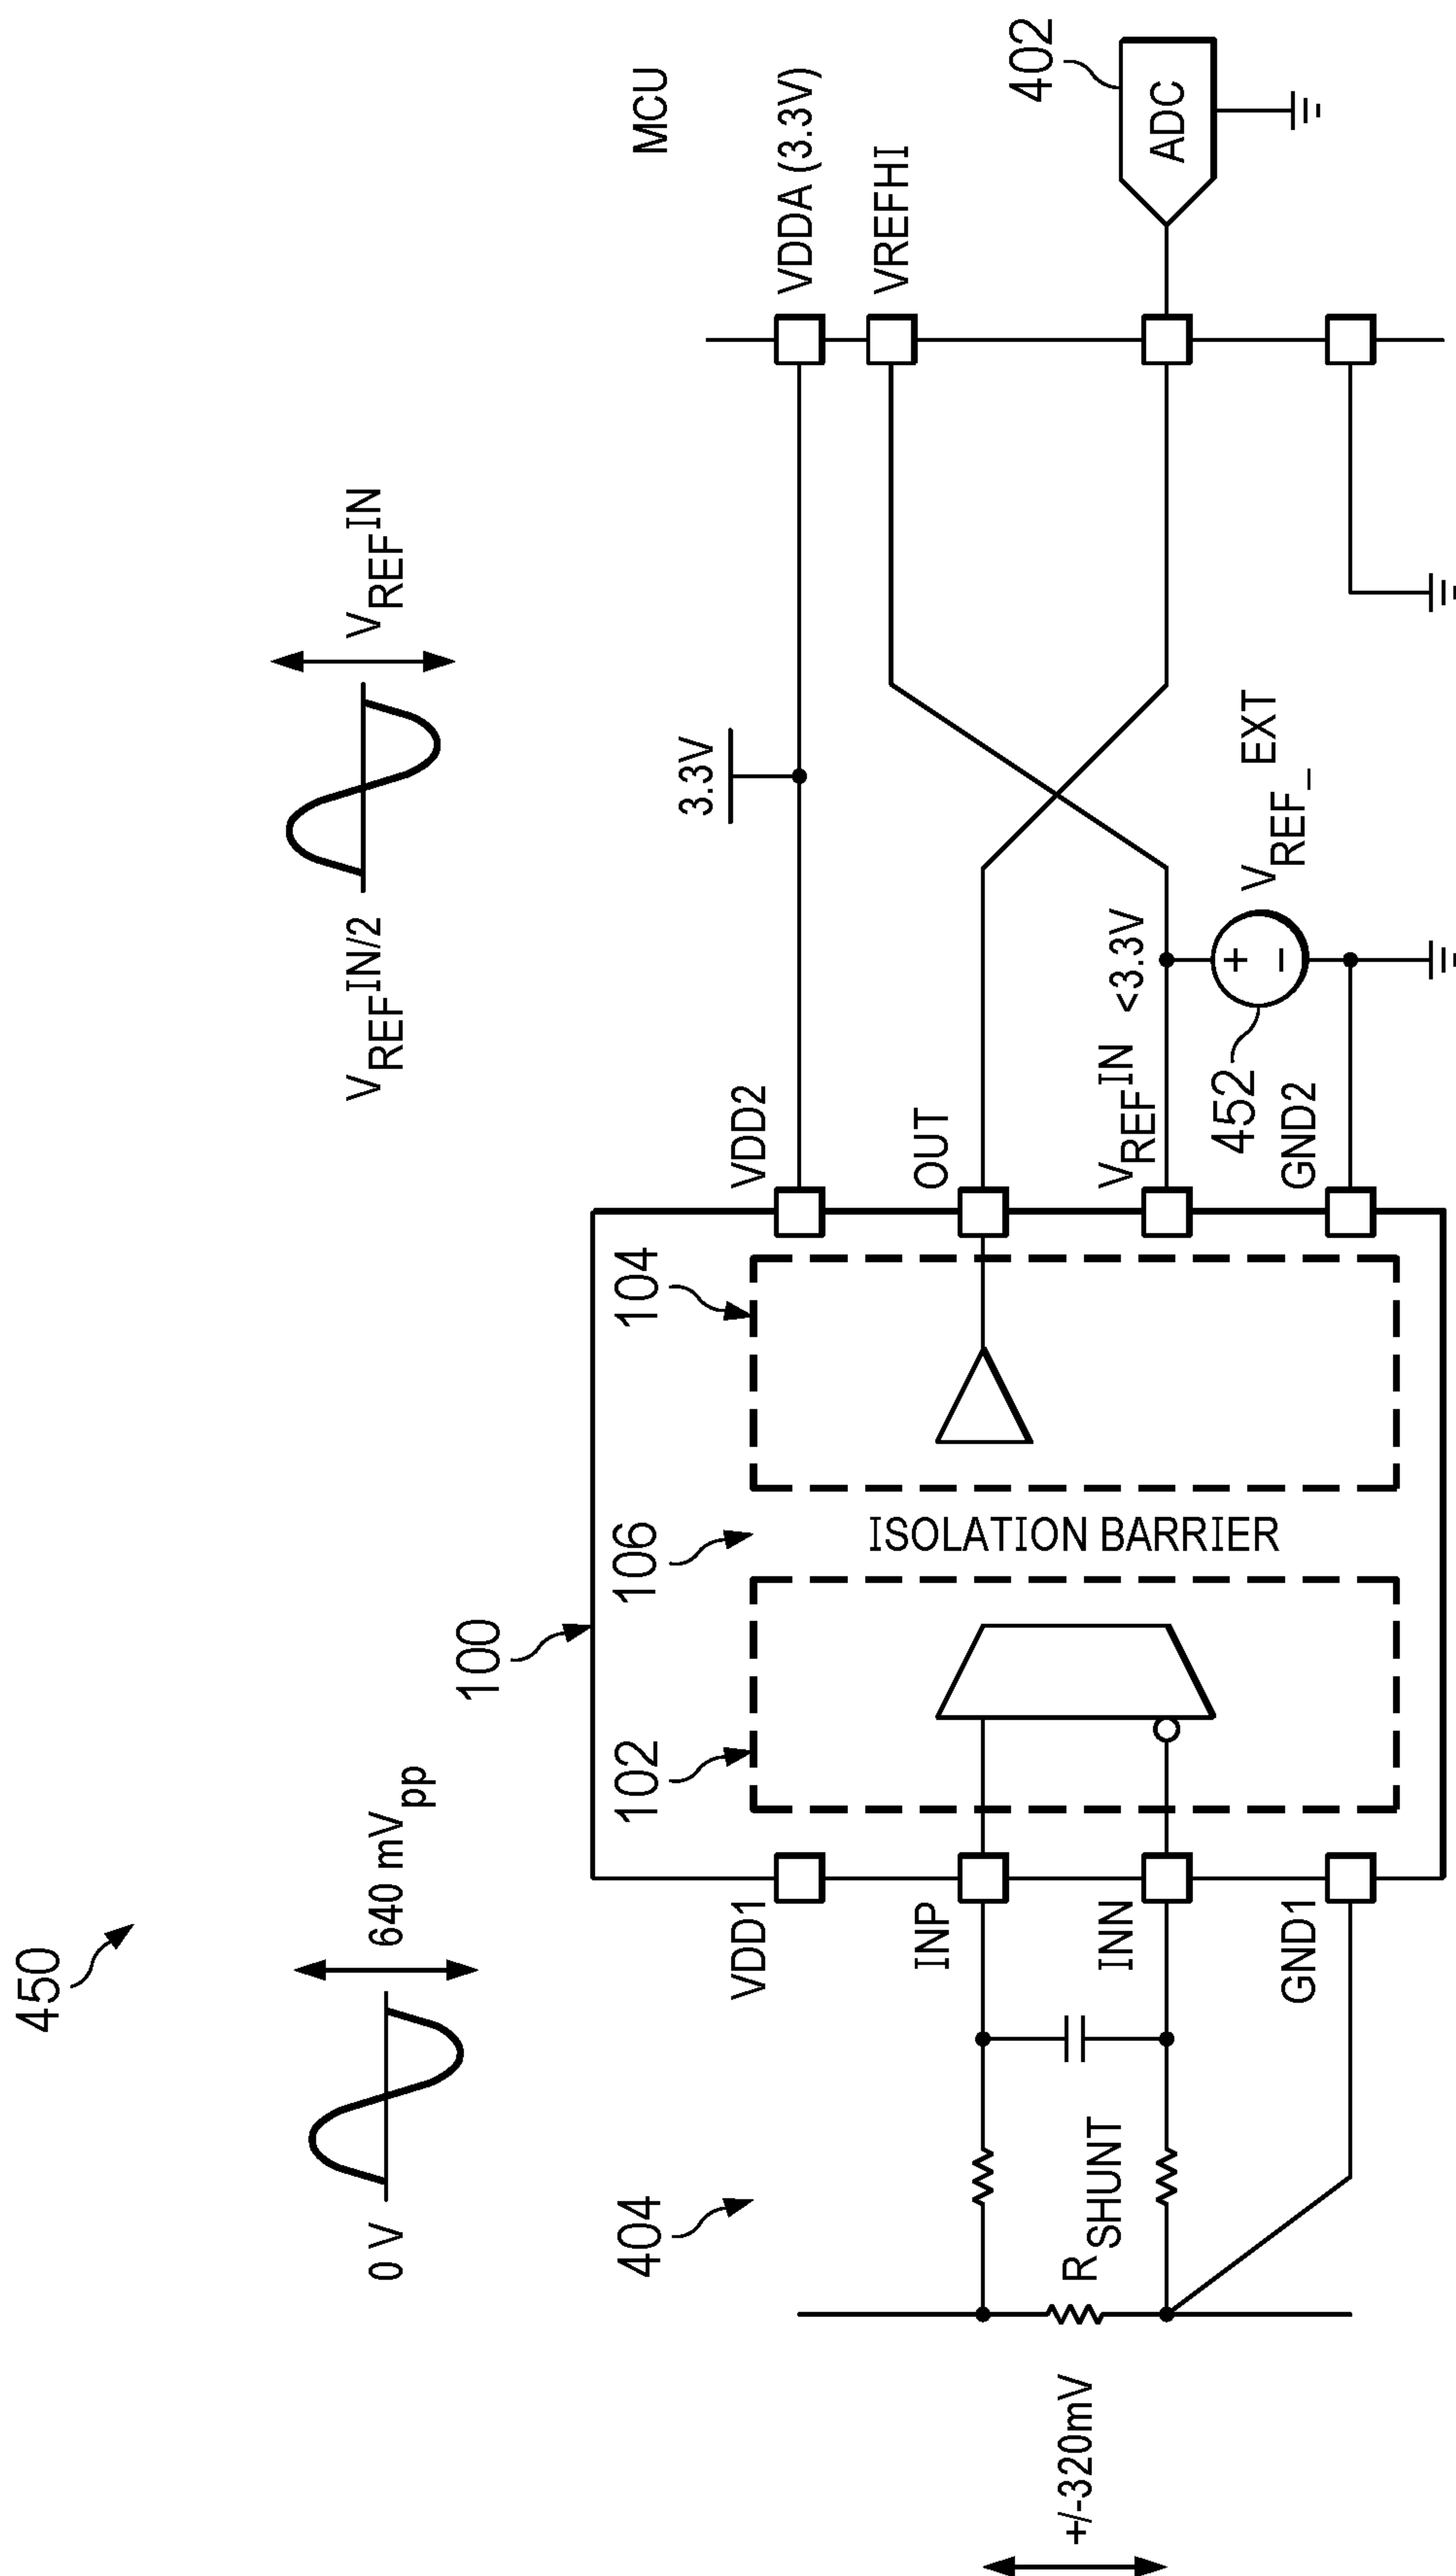 450
0 V
640 mVpp
VREFIN/2
VREFIN
MCU
404
+/-320mV
RSHUNT
100
102
106
104
ISOLATION BARRIER
VDD1
INP
INN
GND1
VDD2
OUT
VREFIN <3.3V
GND2
3.3V
452
VREF_EXT
VDDA (3.3V)
VREFHI
ADC
402